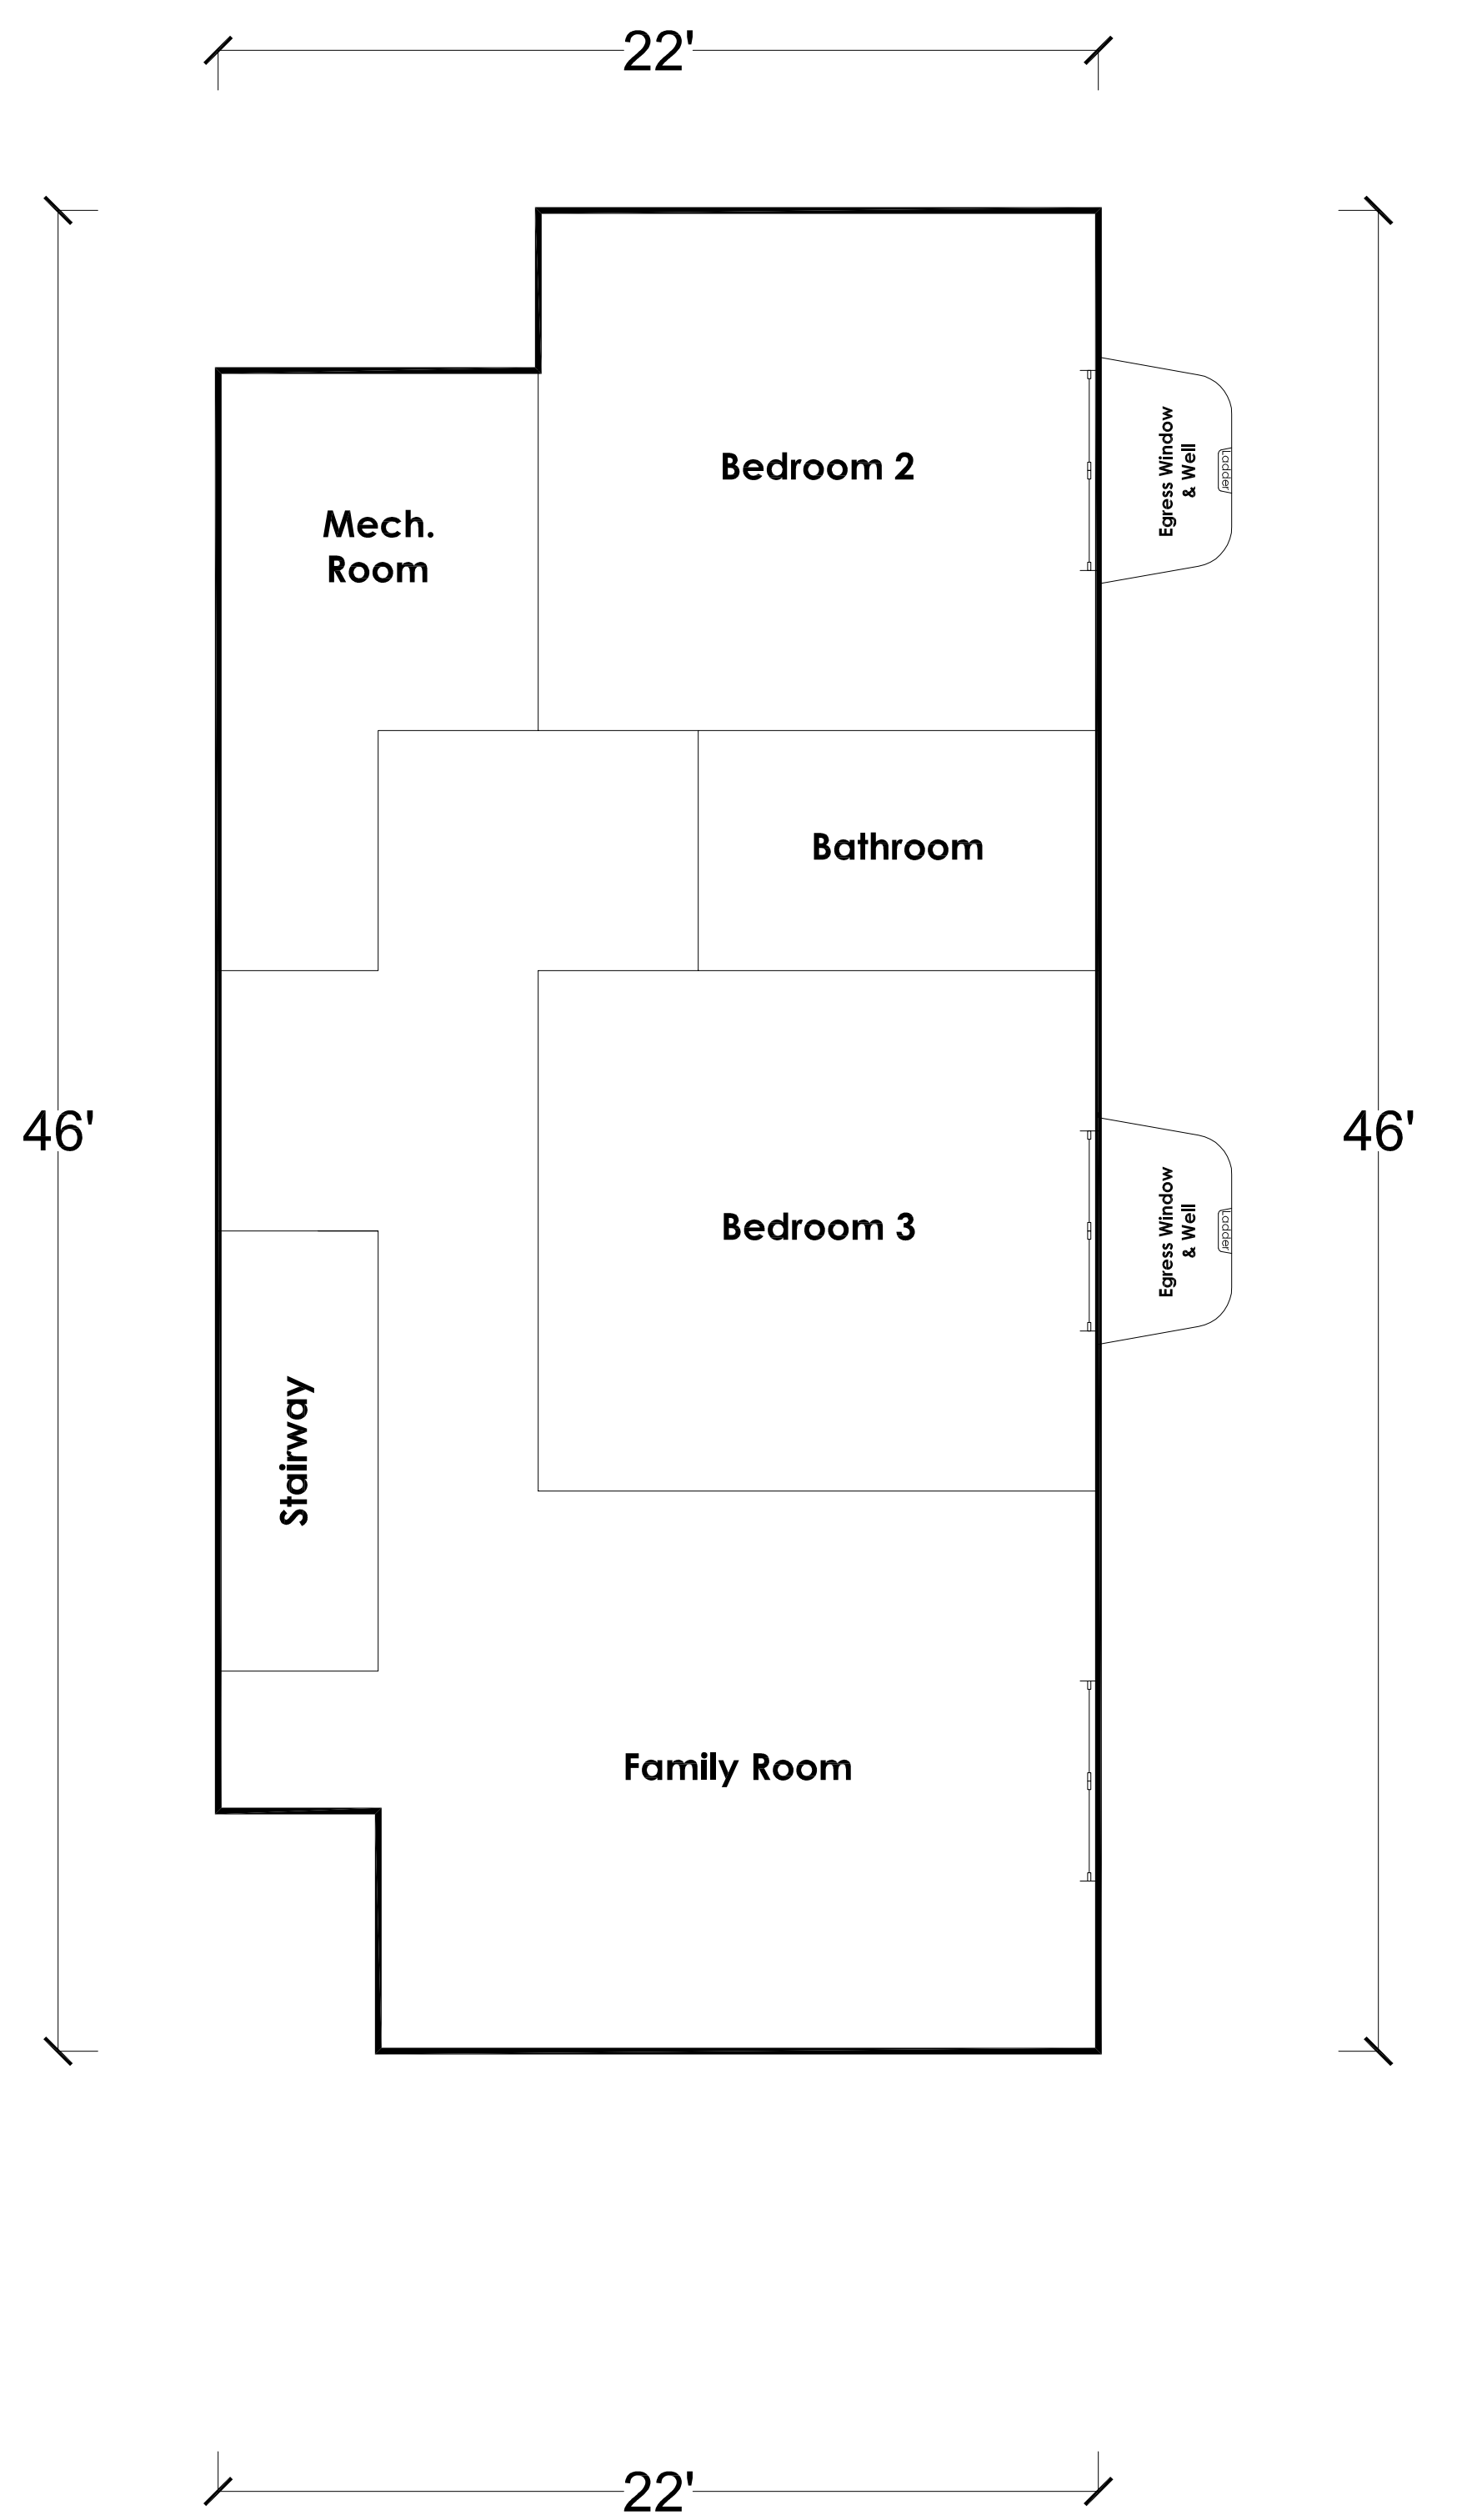 22'
Bedroom 2
Egress Window
& Well
Ladder
Mech.
Room
Bathroom
46'
46'
Bedroom 3
Egress Window
& Well
Ladder
Stairway
Family Room
22'